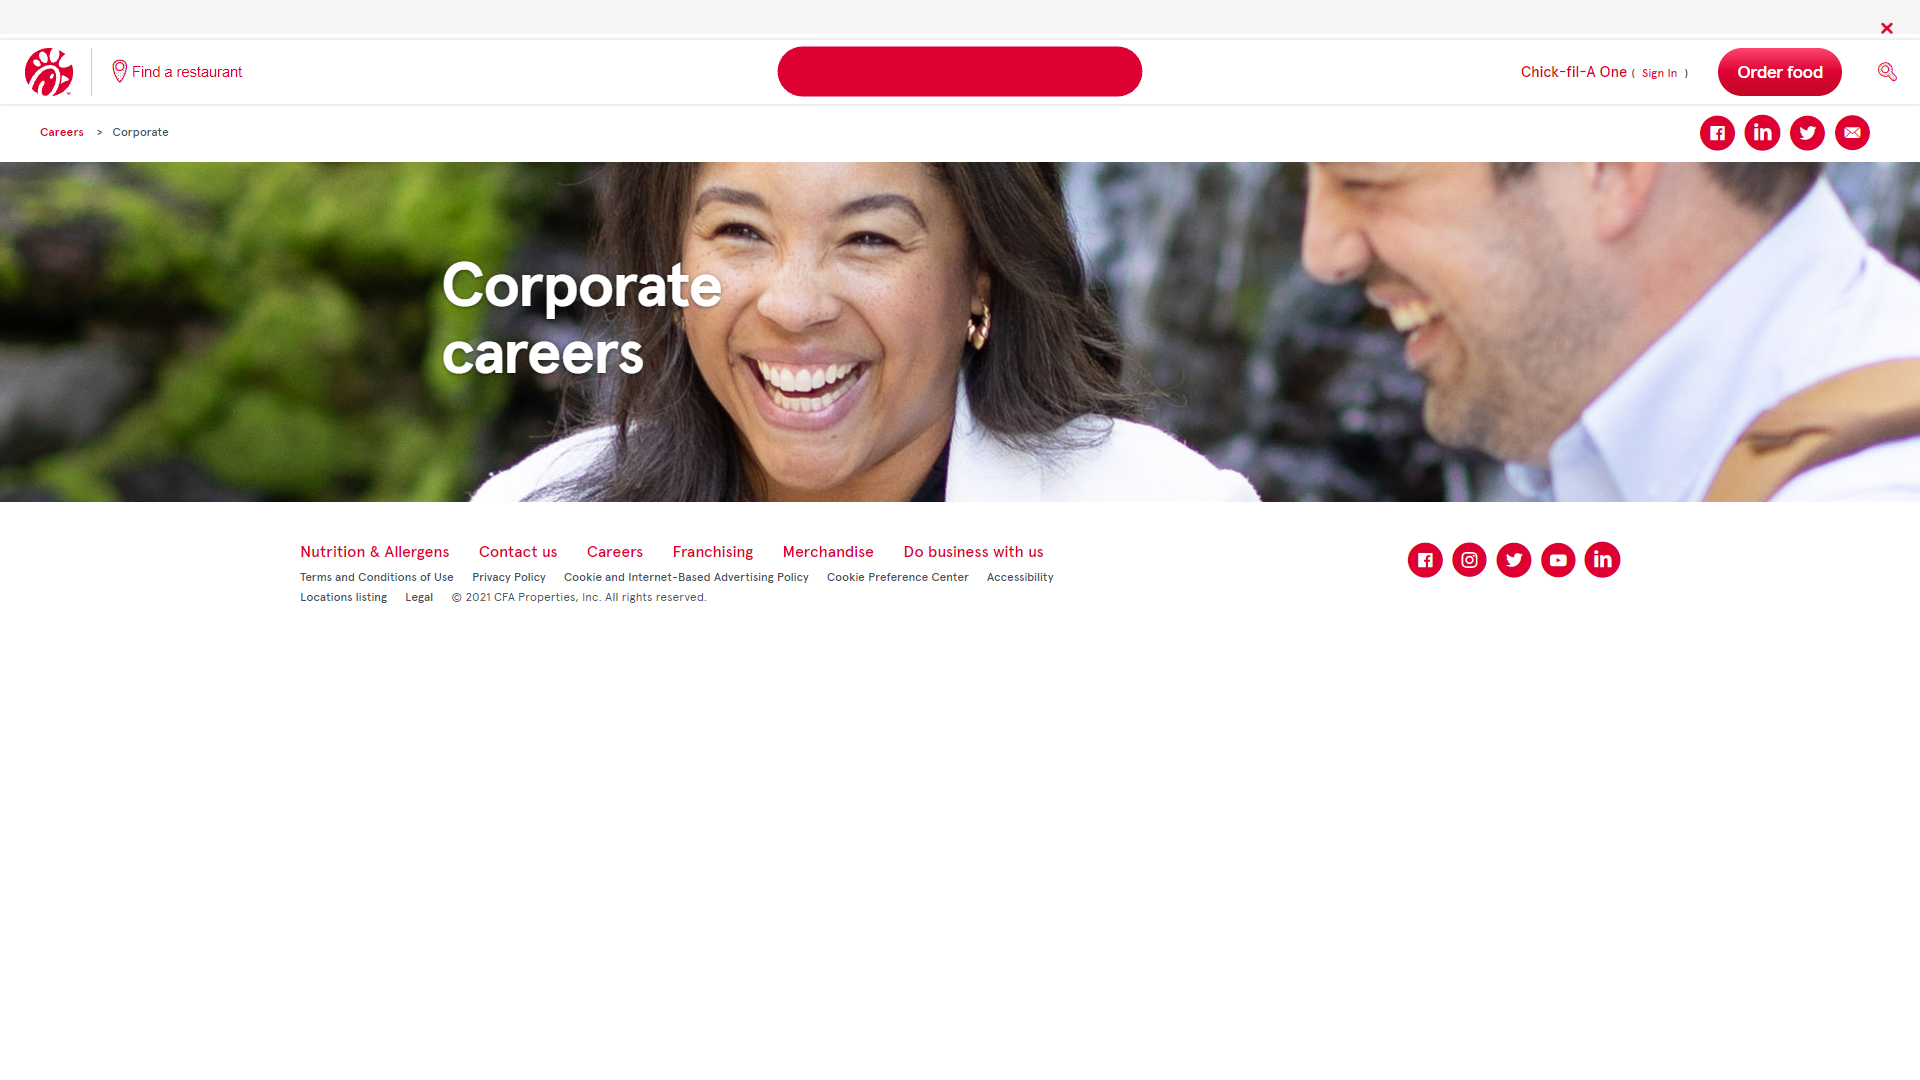 Find a restaurant
Chick-fil-A One ( Sign In )
Order food
Careers > Corporate
Corporate
careers
Nutrition & Allergens Contact us Careers Franchising Merchandise Do business with us
Terms and Conditions of Use Privacy Policy Cookie and Internet-Based Advertising Policy Cookie Preference Center Accessibility
Locations listing Legal © 2021 CFA Properties, Inc. All rights reserved.